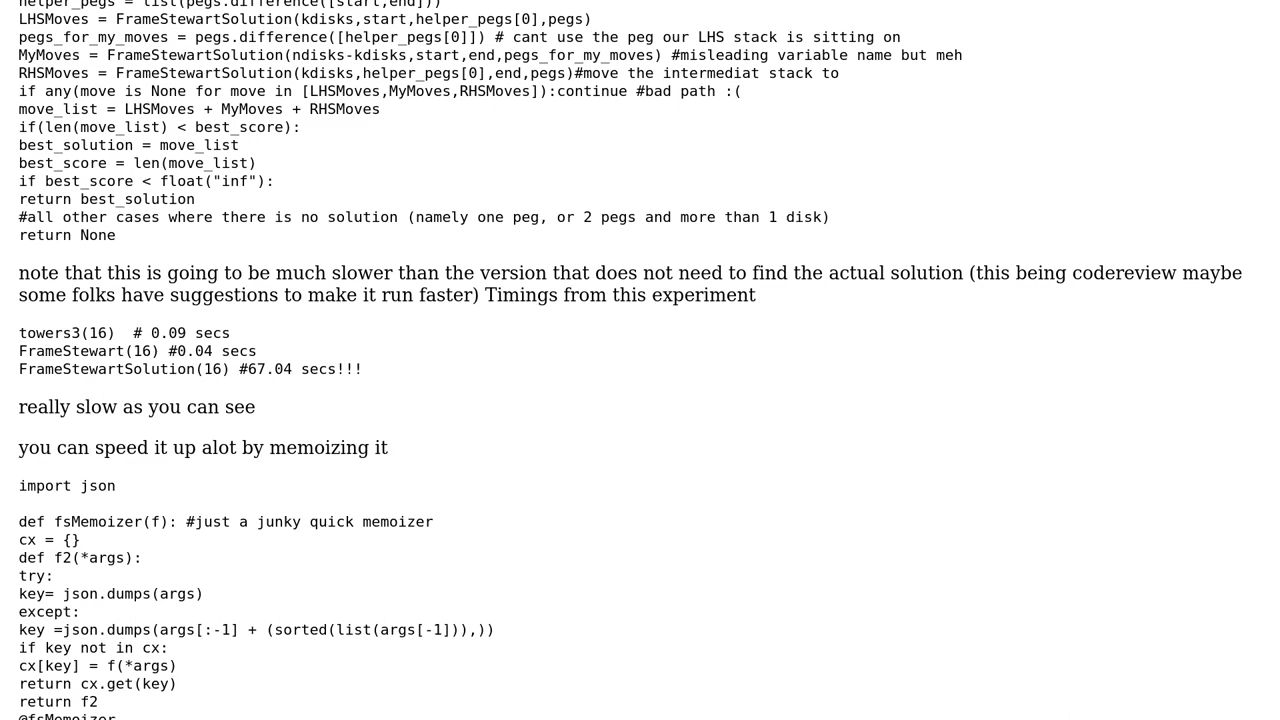 helper_pegs = list(pegs.difference([start,end]))
LHSMoves = FrameStewartSolution(kdisks,start,helper_pegs[0],pegs)
pegs_for_my_moves = pegs.difference([helper_pegs[0]]) # cant use the peg our LHS stack is sitting on
MyMoves = FrameStewartSolution(ndisks-kdisks,start,end,pegs_for_my_moves) #misleading variable name but meh
RHSMoves = FrameStewartSolution(kdisks,helper_pegs[0],end,pegs)#move the intermediat stack to
if any(move is None for move in [LHSMoves,MyMoves,RHSMoves]):continue #bad path :(
move_list = LHSMoves + MyMoves + RHSMoves
if(len(move_list) < best_score):
best_solution = move_list
best_score = len(move_list)
if best_score < float("inf"):
return best_solution
#all other cases where there is no solution (namely one peg, or 2 pegs and more than 1 disk)
return None
note that this is going to be much slower than the version that does not need to find the actual solution (this being codereview maybe
some folks have suggestions to make it run faster) Timings from this experiment
towers3(16)  # 0.09 secs
FrameStewart(16) #0.04 secs
FrameStewartSolution(16) #67.04 secs!!!
really slow as you can see
you can speed it up alot by memoizing it
import json
def fsMemoizer(f): #just a junky quick memoizer
cx = {}
def f2(*args):
try:
key= json.dumps(args)
except:
key =json.dumps(args[:-1] + (sorted(list(args[-1])),))
if key not in cx:
cx[key] = f(*args)
return cx.get(key)
return f2
@fsMemoizer